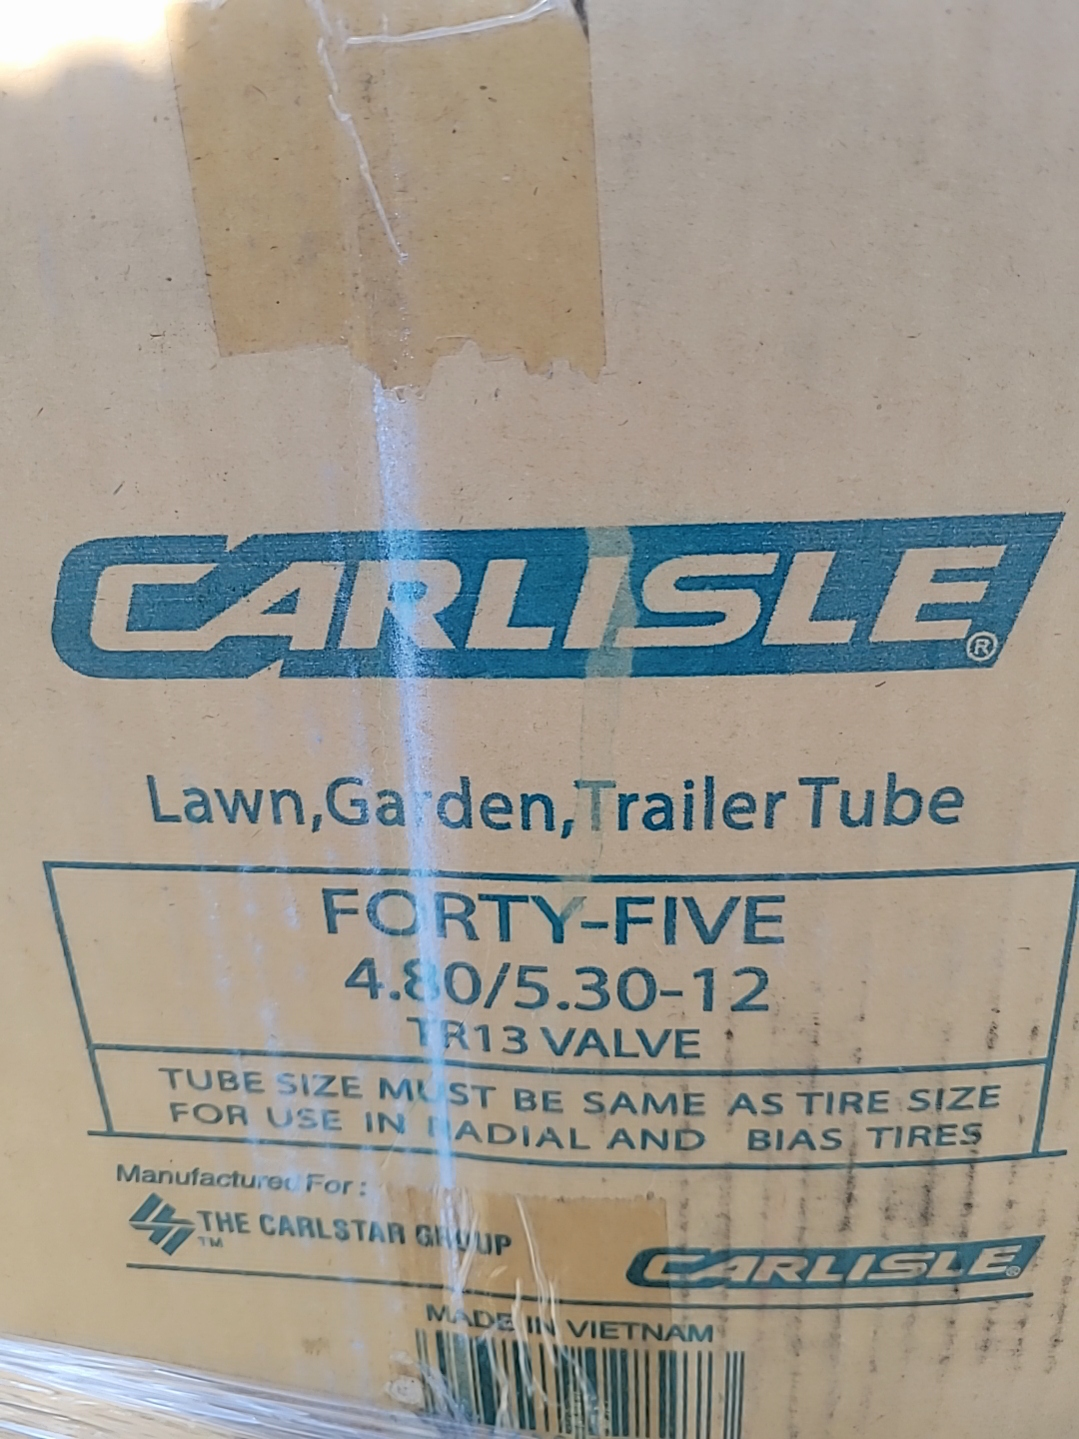 CARLISLE®
Lawn,Garden,Trailer Tube
FORTY-FIVE
4.80/5.30-12
TR13 VALVE
TUBE SIZE MUST BE SAME AS TIRE SIZE
FOR USE IN RADIAL AND BIAS TIRES
Manufactured For:
THE CARLSTAR GROUP
™
CARLISLE®
MADE IN VIETNAM